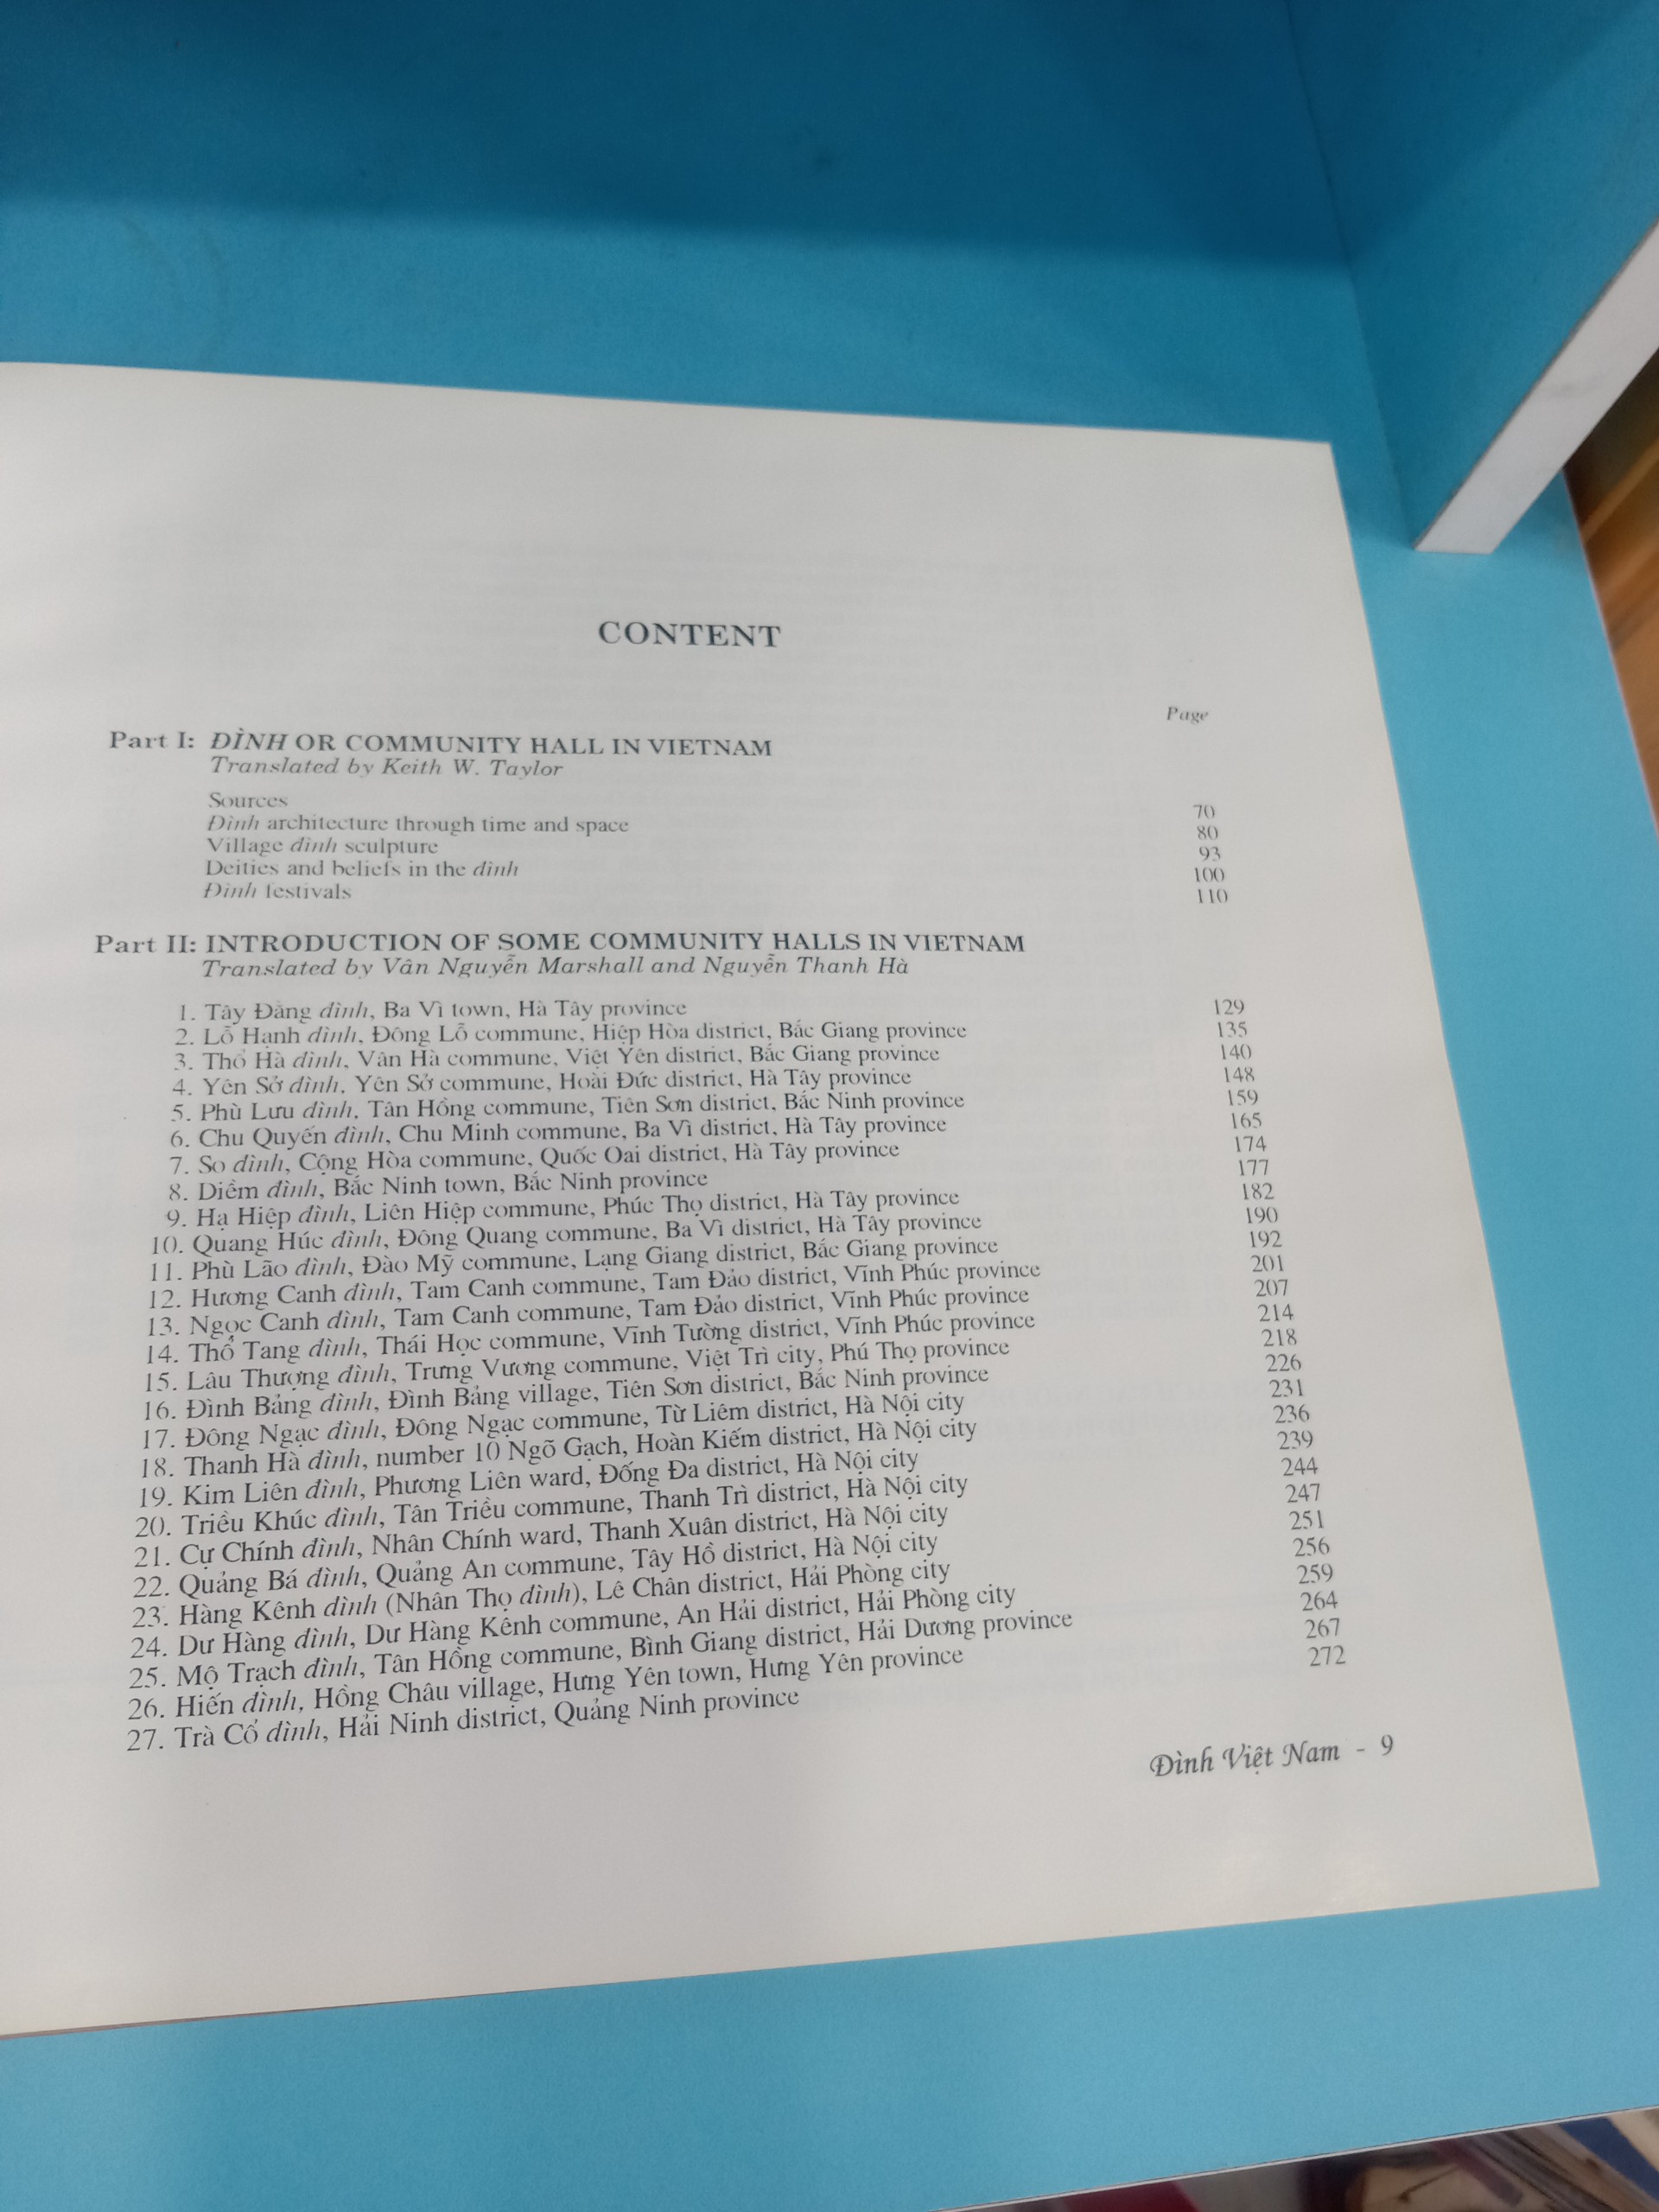 CONTENT
Page
Part I: ĐÌNH OR COMMUNITY HALL IN VIETNAM
Translated by Keith W. Taylor
Sources 70
Đình architecture through time and space 80
Village đình sculpture 93
Deities and beliefs in the đình 100
Đình festivals 110
Part II: INTRODUCTION OF SOME COMMUNITY HALLS IN VIETNAM
Translated by Vân Nguyễn Marshall and Nguyễn Thanh Hà
1. Tây Đằng đình, Ba Vì town, Hà Tây province 129
2. Lỗ Hạnh đình, Đông Lỗ commune, Hiệp Hòa district, Bắc Giang province 135
3. Thổ Hà đình, Vân Hà commune, Việt Yên district, Bắc Giang province 140
4. Yên Sở đình, Yên Sở commune, Hoài Đức district, Hà Tây province 148
5. Phù Lưu đình, Tân Hồng commune, Tiên Sơn district, Bắc Ninh province 159
6. Chu Quyến đình, Chu Minh commune, Ba Vì district, Hà Tây province 165
7. So đình, Cộng Hòa commune, Quốc Oai district, Hà Tây province 174
8. Diềm đình, Bắc Ninh town, Bắc Ninh province 177
9. Hạ Hiệp đình, Liên Hiệp commune, Phúc Thọ district, Hà Tây province 182
10. Quang Húc đình, Đông Quang commune, Ba Vì district, Hà Tây province 190
11. Phù Lão đình, Đào Mỹ commune, Lạng Giang district, Bắc Giang province 192
12. Hương Canh đình, Tam Canh commune, Tam Đảo district, Vĩnh Phúc province 201
13. Ngọc Canh đình, Tam Canh commune, Tam Đảo district, Vĩnh Phúc province 207
14. Thổ Tang đình, Thái Học commune, Vĩnh Tường district, Vĩnh Phúc province 214
15. Lâu Thượng đình, Trưng Vương commune, Việt Trì city, Phú Thọ province 218
16. Đình Bảng đình, Đình Bảng village, Tiên Sơn district, Bắc Ninh province 226
17. Đông Ngạc đình, Đông Ngạc commune, Từ Liêm district, Hà Nội city 231
18. Thanh Hà đình, number 10 Ngõ Gạch, Hoàn Kiếm district, Hà Nội city 236
19. Kim Liên đình, Phương Liên ward, Đống Đa district, Hà Nội city 239
20. Triều Khúc đình, Tân Triều commune, Thanh Trì district, Hà Nội city 244
21. Cự Chính đình, Nhân Chính ward, Thanh Xuân district, Hà Nội city 247
22. Quảng Bá đình, Quảng An commune, Tây Hồ district, Hà Nội city 251
23. Hàng Kênh đình (Nhân Thọ đình), Lê Chân district, Hải Phòng city 256
24. Dư Hàng đình, Dư Hàng Kênh commune, An Hải district, Hải Phòng city 259
25. Mộ Trạch đình, Tân Hồng commune, Bình Giang district, Hải Dương province 264
26. Hiến đình, Hồng Châu village, Hưng Yên town, Hưng Yên province 267
27. Trà Cổ đình, Hải Ninh district, Quảng Ninh province 272
Đình Việt Nam - 9